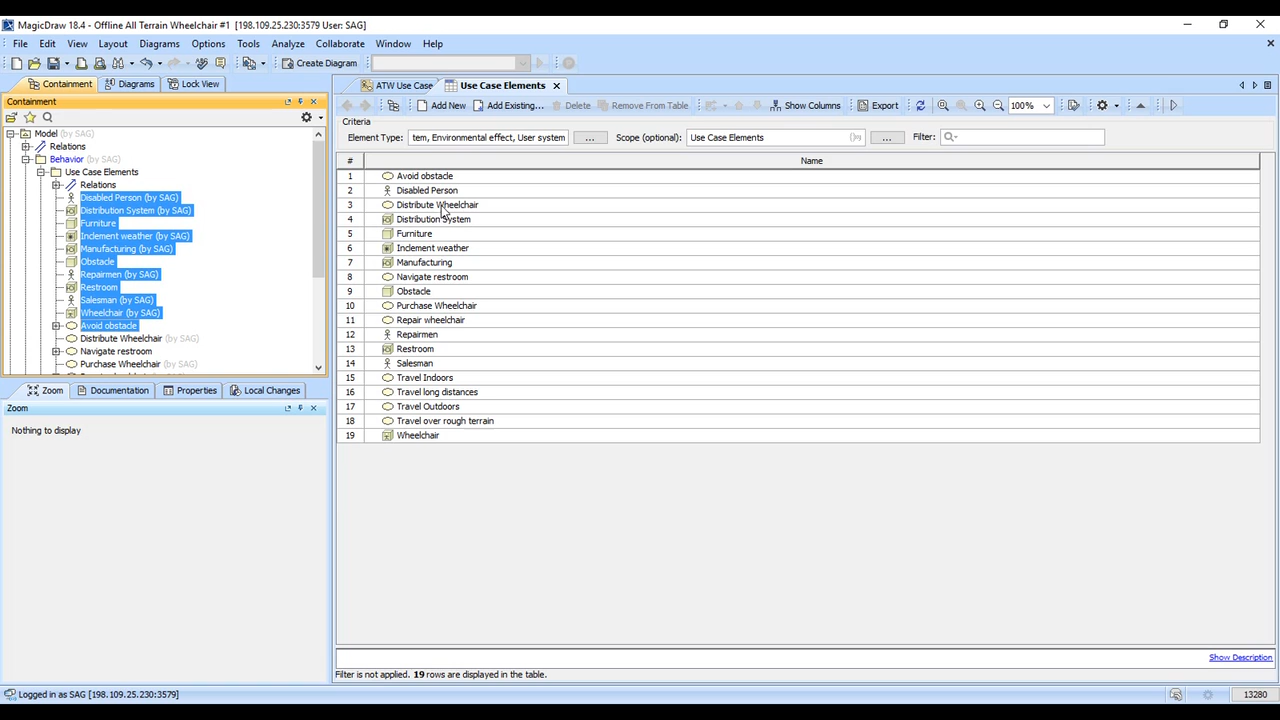 MagicDraw 18.4 - Offline All Terrain Wheelchair #1 [198.109.25.230:3579 User: SAG]
File Edit View Layout Diagrams Options Tools Analyze Collaborate Window Help
Create Diagram
Containment Diagrams Lock View
ATW Use Case Use Case Elements
Containment
Add New Add Existing... Delete Remove From Table Show Columns Export 100%
Criteria
Element Type: tem, Environmental effect, User system ... Scope (optional): Use Case Elements ... Filter:
Model (by SAG)
Relations
Behavior (by SAG)
Use Case Elements
Relations
Disabled Person (by SAG)
Distribution System (by SAG)
Furniture
Inclement weather (by SAG)
Manufacturing (by SAG)
Obstacle
Repairmen (by SAG)
Restroom
Salesman (by SAG)
Wheelchair (by SAG)
Avoid obstacle
Distribute Wheelchair (by SAG)
Navigate restroom
Purchase Wheelchair (by SAG)
# Name
1 Avoid obstacle
2 Disabled Person
3 Distribute Wheelchair
4 Distribution System
5 Furniture
6 Inclement weather
7 Manufacturing
8 Navigate restroom
9 Obstacle
10 Purchase Wheelchair
11 Repair wheelchair
12 Repairmen
13 Restroom
14 Salesman
15 Travel Indoors
16 Travel long distances
17 Travel Outdoors
18 Travel over rough terrain
19 Wheelchair
Zoom Documentation Properties Local Changes
Zoom
Nothing to display
Show Description
Filter is not applied. 19 rows are displayed in the table.
Logged in as SAG [198.109.25.230:3579]
13280